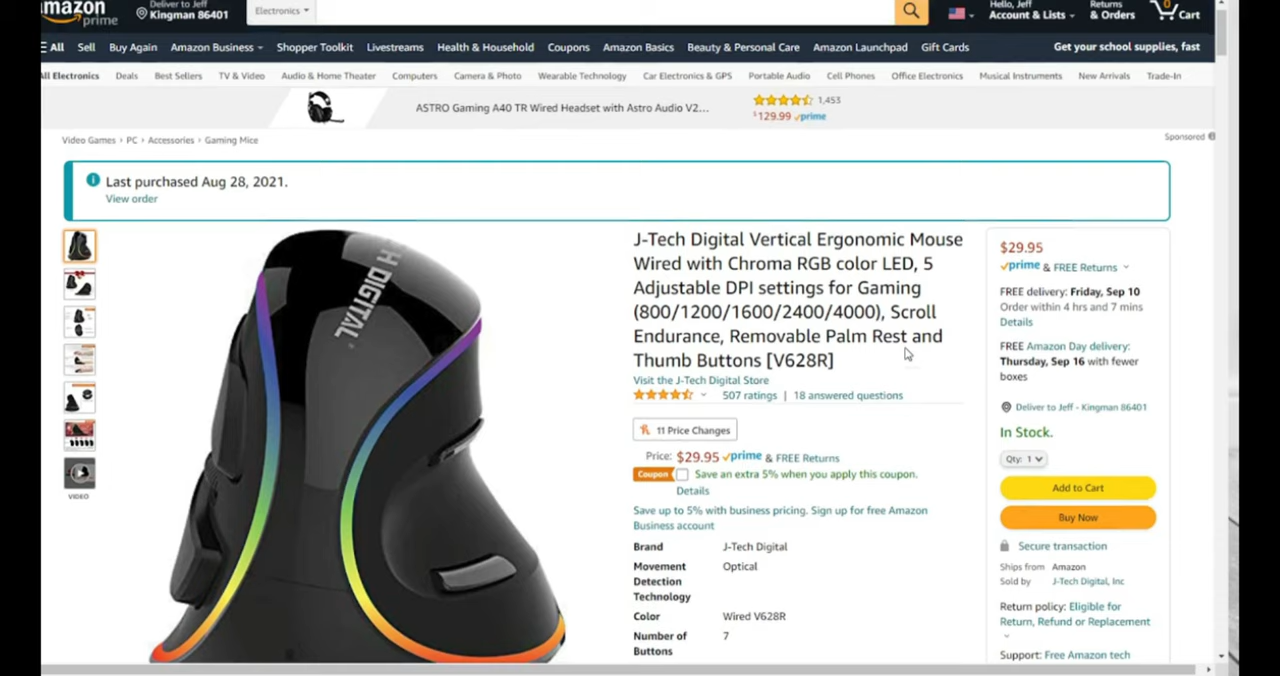 amazon prime
Deliver to Jeff
Kingman 86401
Electronics
Hello, Jeff
Account & Lists
Returns
& Orders
0
Cart
All Sell Buy Again Amazon Business Shopper Toolkit Livestreams Health & Household Coupons Amazon Basics Beauty & Personal Care Amazon Launchpad Gift Cards Get your school supplies, fast
All Electronics Deals Best Sellers TV & Video Audio & Home Theater Computers Camera & Photo Wearable Technology Car Electronics & GPS Portable Audio Cell Phones Office Electronics Musical Instruments New Arrivals Trade-In
ASTRO Gaming A40 TR Wired Headset with Astro Audio V2...
1,453
$129.99 prime
Sponsored
Video Games › PC › Accessories › Gaming Mice
Last purchased Aug 28, 2021.
View order
H DIGITAL
VIDEO
J-Tech Digital Vertical Ergonomic Mouse
Wired with Chroma RGB color LED, 5
Adjustable DPI settings for Gaming
(800/1200/1600/2400/4000), Scroll
Endurance, Removable Palm Rest and
Thumb Buttons [V628R]
Visit the J-Tech Digital Store
507 ratings | 18 answered questions
11 Price Changes
Price: $29.95 prime & FREE Returns
Coupon Save an extra 5% when you apply this coupon.
Details
Save up to 5% with business pricing. Sign up for free Amazon
Business account
Brand J-Tech Digital
Movement Optical
Detection
Technology
Color Wired V628R
Number of 7
Buttons
$29.95
prime & FREE Returns
FREE delivery: Friday, Sep 10
Order within 4 hrs and 7 mins
Details
FREE Amazon Day delivery:
Thursday, Sep 16 with fewer
boxes
Deliver to Jeff - Kingman 86401
In Stock.
Qty: 1
Add to Cart
Buy Now
Secure transaction
Ships from Amazon
Sold by J-Tech Digital, Inc
Return policy: Eligible for
Return, Refund or Replacement
Support: Free Amazon tech